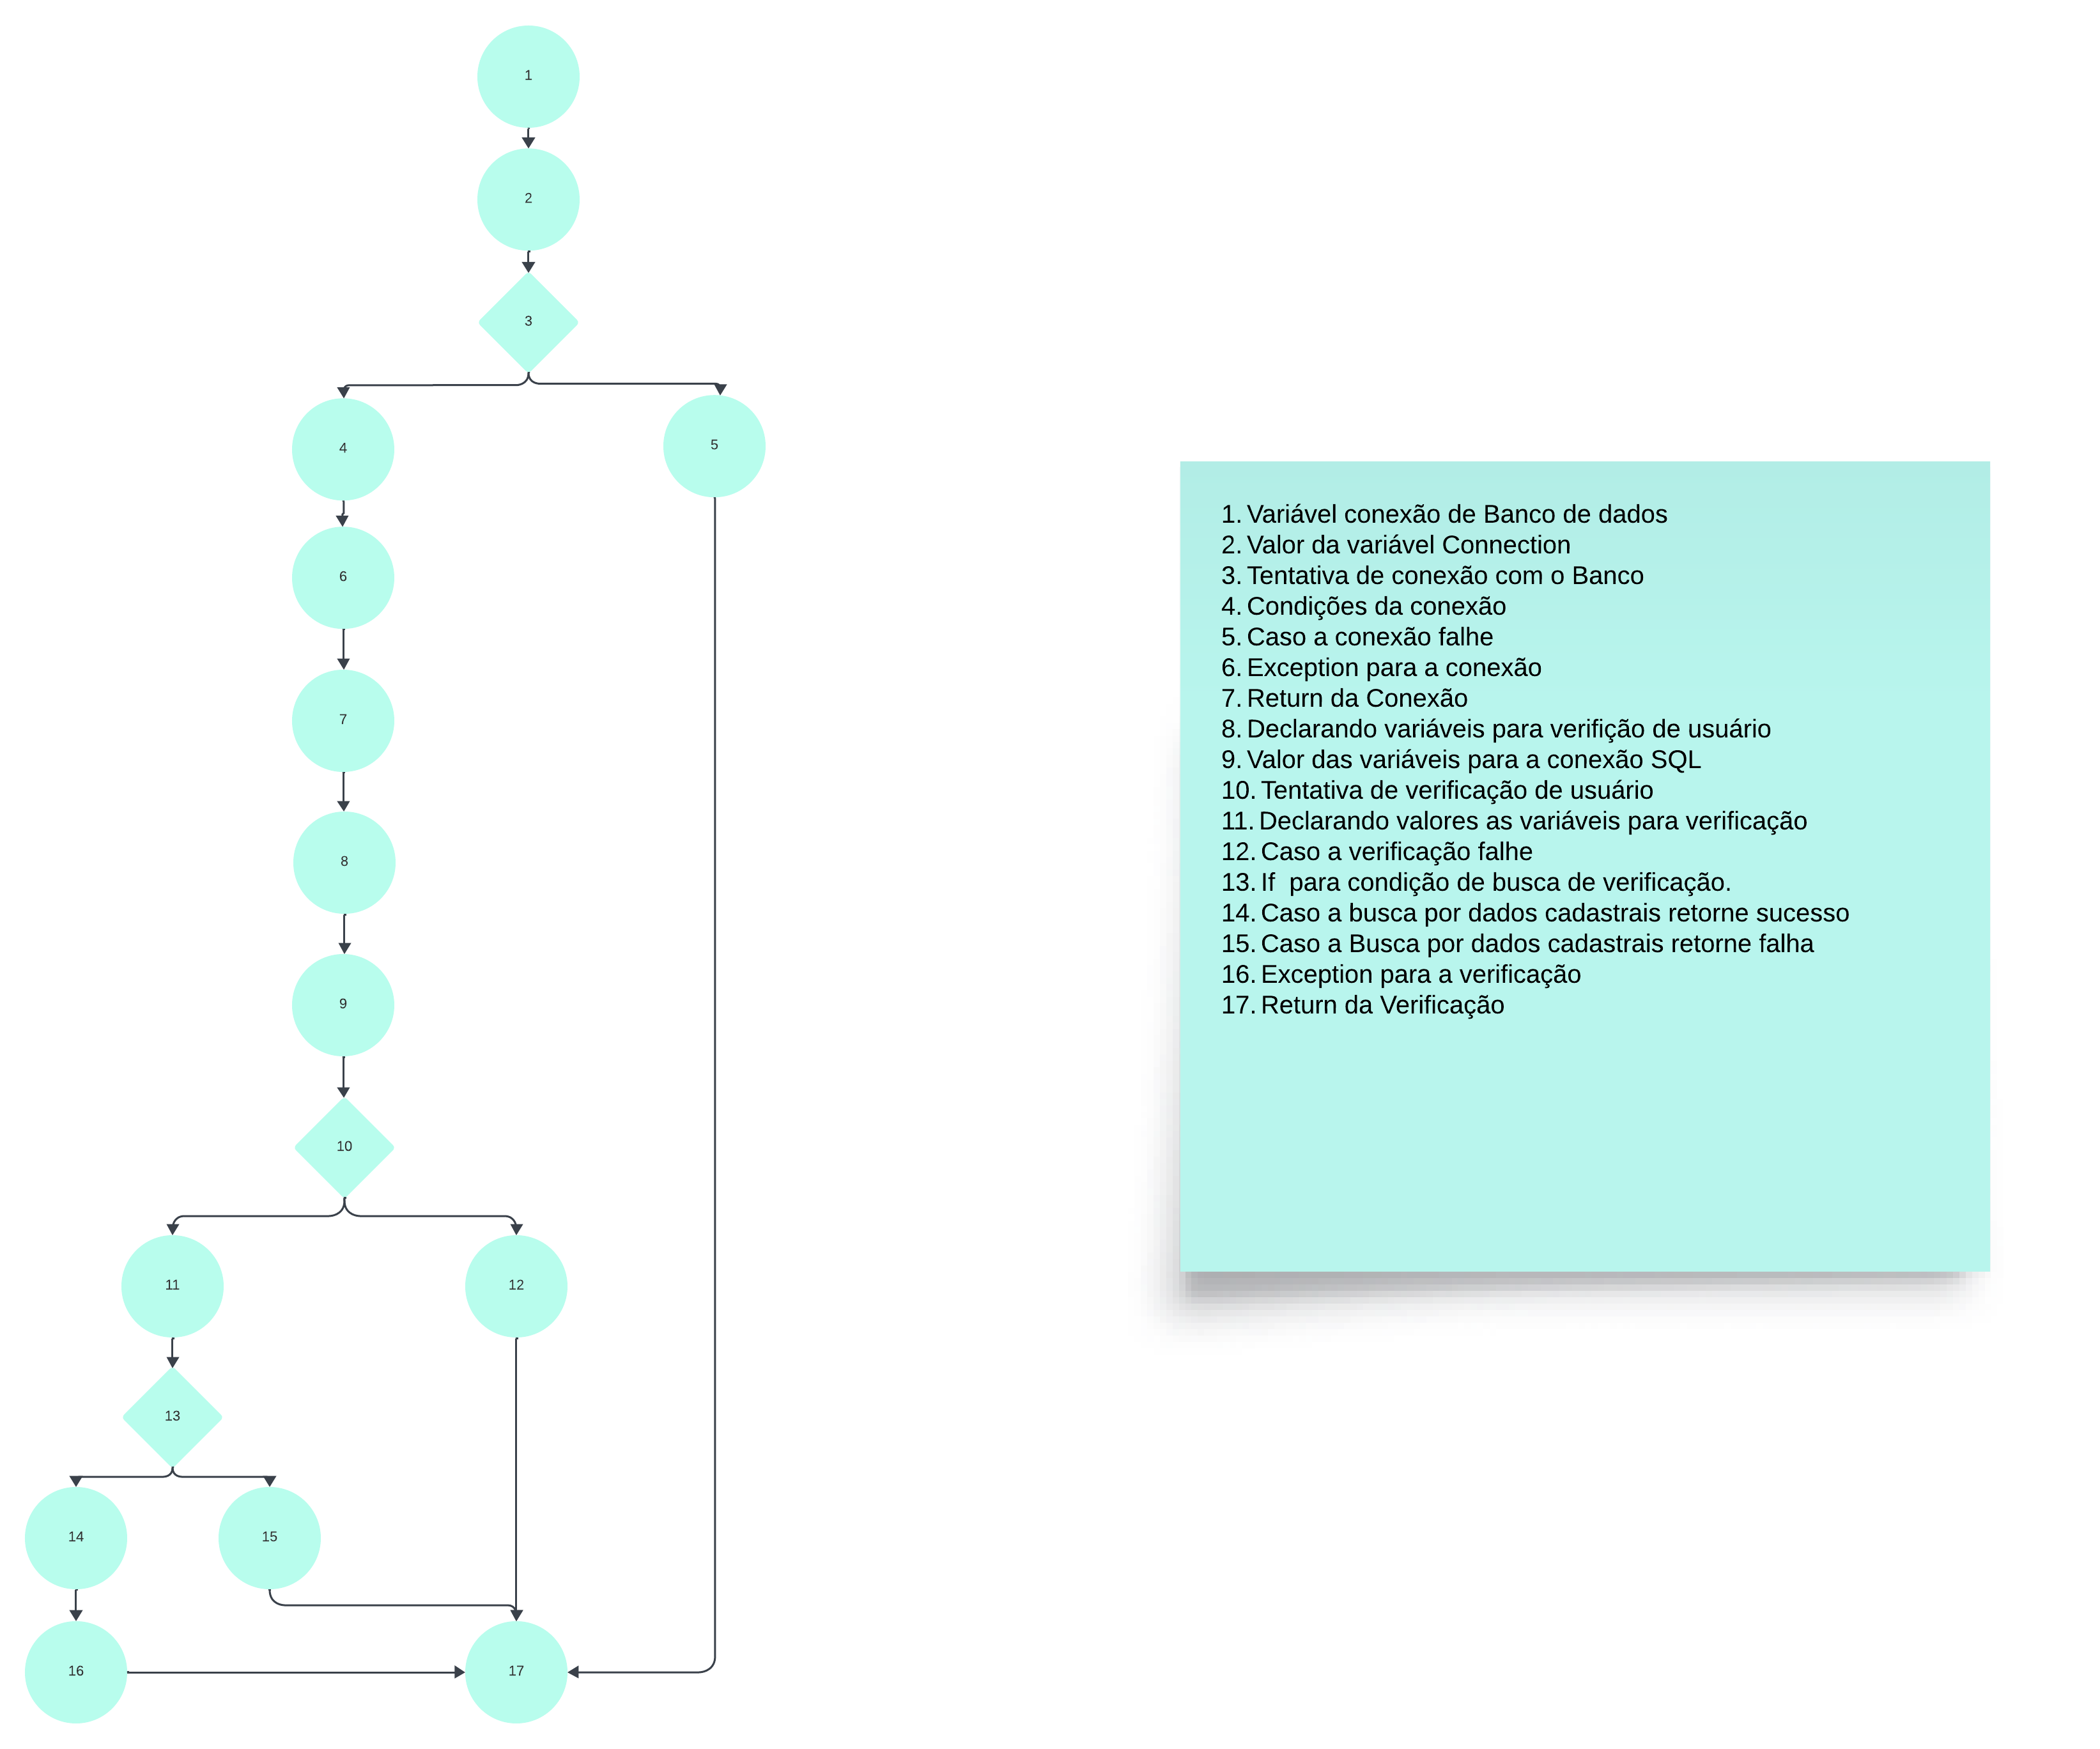 1
2
3
4
5
6
7
8
9
10
11
12
13
14
15
16
17
1. Variável conexão de Banco de dados
2. Valor da variável Connection
3. Tentativa de conexão com o Banco
4. Condições da conexão
5. Caso a conexão falhe
6. Exception para a conexão
7. Return da Conexão
8. Declarando variáveis para verifição de usuário
9. Valor das variáveis para a conexão SQL
10. Tentativa de verificação de usuário
11. Declarando valores as variáveis para verificação
12. Caso a verificação falhe
13. If  para condição de busca de verificação.
14. Caso a busca por dados cadastrais retorne sucesso
15. Caso a Busca por dados cadastrais retorne falha
16. Exception para a verificação
17. Return da Verificação